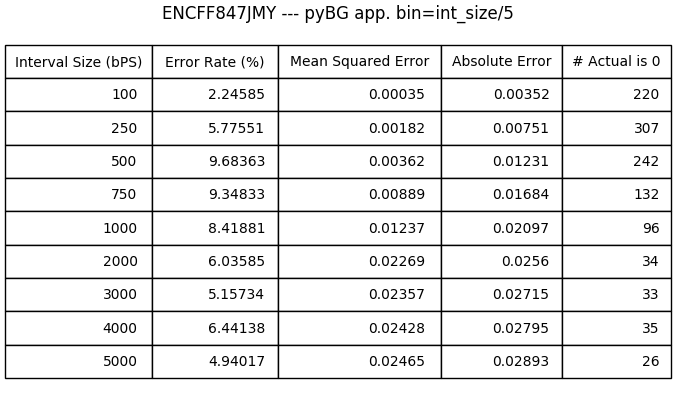 ENCFF847JMY --- pyBG app. bin=int_size/5
Interval Size (bPS) Error Rate (%) Mean Squared Error Absolute Error # Actual is 0
100 2.24585 0.00035 0.00352 220
250 5.77551 0.00182 0.00751 307
500 9.68363 0.00362 0.01231 242
750 9.34833 0.00889 0.01684 132
1000 8.41881 0.01237 0.02097 96
2000 6.03585 0.02269 0.0256 34
3000 5.15734 0.02357 0.02715 33
4000 6.44138 0.02428 0.02795 35
5000 4.94017 0.02465 0.02893 26